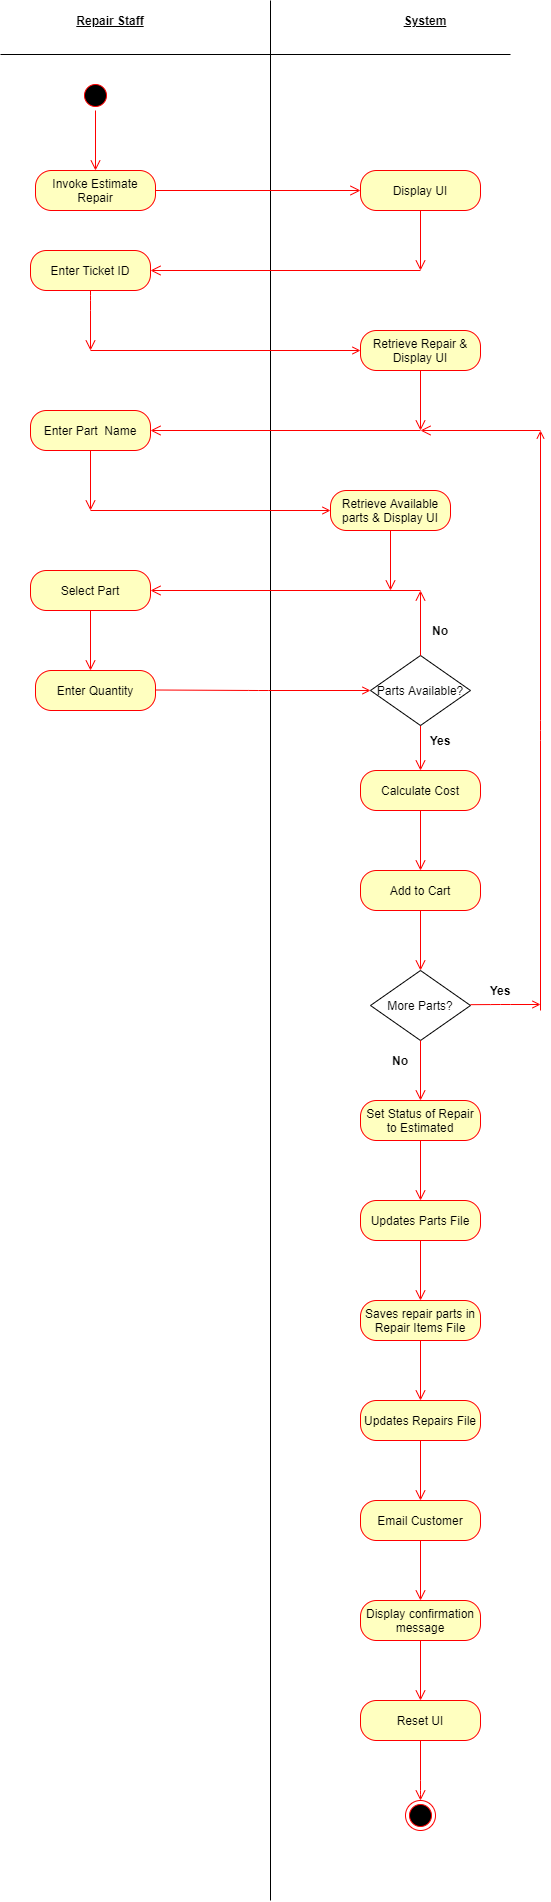 Repair Staff
System
Invoke Estimate
Repair
Display UI
Enter Ticket ID
Retrieve Repair &
Display UI
Enter Part  Name
Retrieve Available
parts & Display UI
Select Part
No
Enter Quantity
Parts Available?
Yes
Calculate Cost
Add to Cart
More Parts?
Yes
No
Set Status of Repair
to Estimated
Updates Parts File
Saves repair parts in
Repair Items File
Updates Repairs File
Email Customer
Display confirmation
message
Reset UI